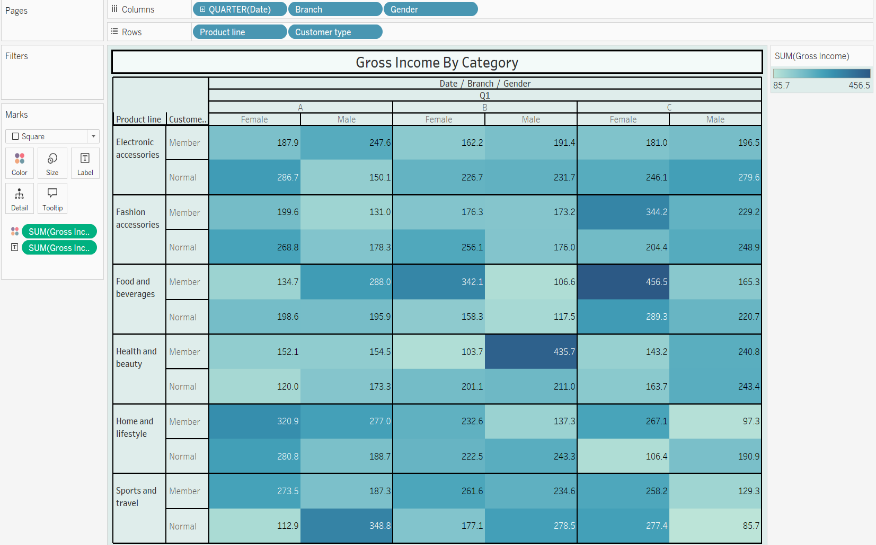 Pages
Columns
QUARTER(Date)
Branch
Gender
Rows
Product line
Customer type
Filters
Marks
Square
Color
Size
Label
Detail
Tooltip
SUM(Gross Inc..
SUM(Gross Inc..
Gross Income By Category
Date / Branch / Gender
Q1
A B C
Product line Custome.. Female Male Female Male Female Male
Electronic accessories Member 187.9 247.6 162.2 191.4 181.0 196.5
Normal 286.7 150.1 226.7 231.7 246.1 279.6
Fashion accessories Member 199.6 131.0 176.3 173.2 344.2 229.2
Normal 268.8 178.3 256.1 176.0 204.4 248.9
Food and beverages Member 134.7 288.0 342.1 106.6 456.5 165.3
Normal 198.6 195.9 158.3 117.5 289.3 220.7
Health and beauty Member 152.1 154.5 103.7 435.7 143.2 240.8
Normal 120.0 173.3 201.1 211.0 163.7 243.4
Home and lifestyle Member 320.9 277.0 232.6 137.3 267.1 97.3
Normal 280.8 188.7 222.5 243.3 106.4 190.9
Sports and travel Member 273.5 187.3 261.6 234.6 258.2 129.3
Normal 112.9 348.8 177.1 278.5 277.4 85.7
SUM(Gross Income)
85.7 456.5